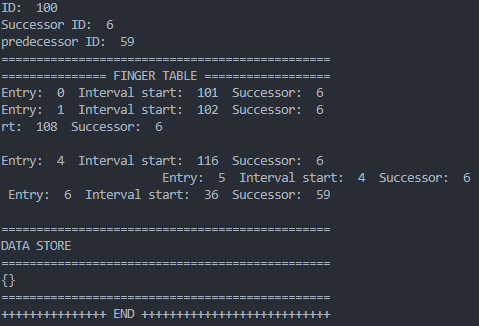 ID:  100
Successor ID:  6
predecessor ID:  59
===============================================
=============== FINGER TABLE ==================
Entry:  0  Interval start:  101  Successor:  6
Entry:  1  Interval start:  102  Successor:  6
rt:  108  Successor:  6
Entry:  4  Interval start:  116  Successor:  6
Entry:  5  Interval start:  4  Successor:  6
Entry:  6  Interval start:  36  Successor:  59
===============================================
DATA STORE
===============================================
{}
===============================================
+++++++++++++++ END +++++++++++++++++++++++++++